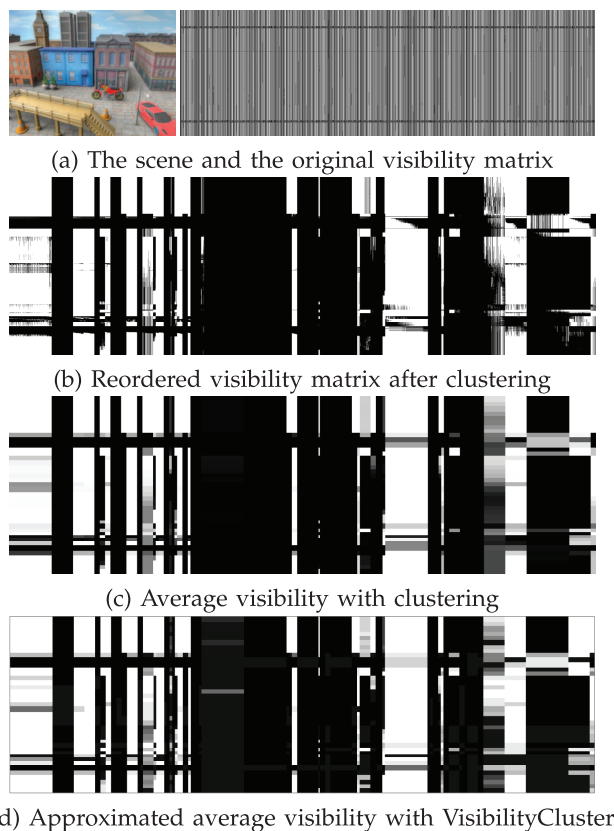 (a) The scene and the original visibility matrix
(b) Reordered visibility matrix after clustering
(c) Average visibility with clustering
d) Approximated average visibility with VisibilityCluster